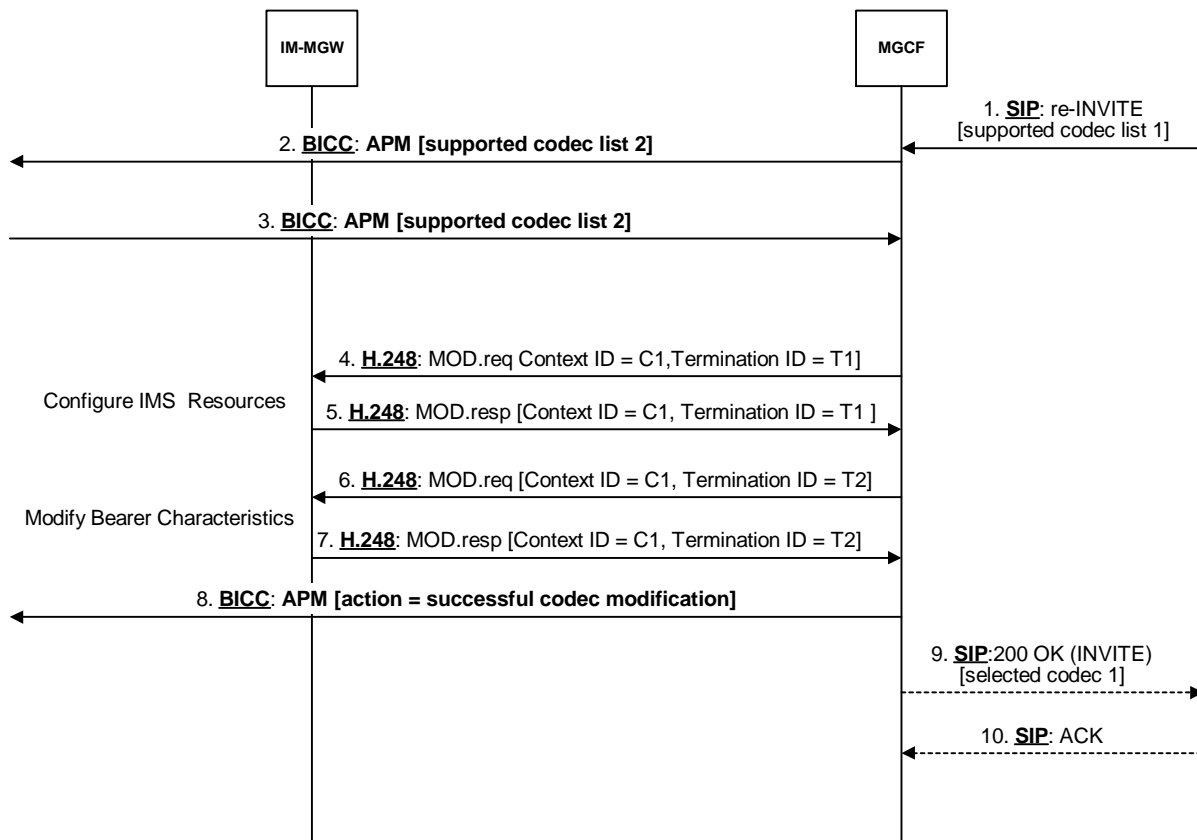 IM-MGW
MGCF
1. SIP: re-INVITE
[supported codec list 1]
2. BICC: APM [supported codec list 2]
3. BICC: APM [supported codec list 2]
4. H.248: MOD.req Context ID = C1,Termination ID = T1]
Configure IMS Resources
5. H.248: MOD.resp [Context ID = C1, Termination ID = T1 ]
6. H.248: MOD.req [Context ID = C1, Termination ID = T2]
Modify Bearer Characteristics
7. H.248: MOD.resp [Context ID = C1, Termination ID = T2]
8. BICC: APM [action = successful codec modification]
9. SIP:200 OK (INVITE)
[selected codec 1]
10. SIP: ACK